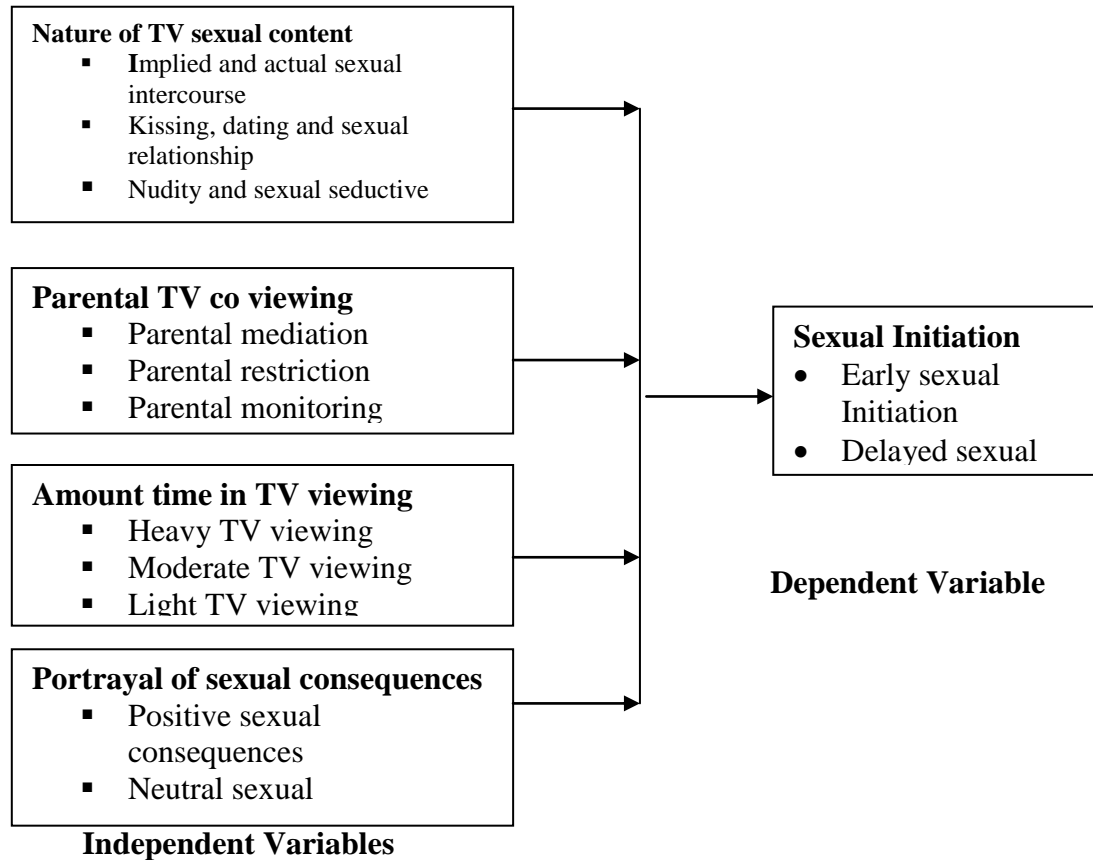 Nature of TV sexual content
▪ Implied and actual sexual
intercourse
▪ Kissing, dating and sexual
relationship
▪ Nudity and sexual seductive
Parental TV co viewing
▪ Parental mediation
▪ Parental restriction
▪ Parental monitoring
Amount time in TV viewing
▪ Heavy TV viewing
▪ Moderate TV viewing
▪ Light TV viewing
Portrayal of sexual consequences
▪ Positive sexual
consequences
▪ Neutral sexual
Independent Variables
Sexual Initiation
• Early sexual
Initiation
• Delayed sexual
Dependent Variable